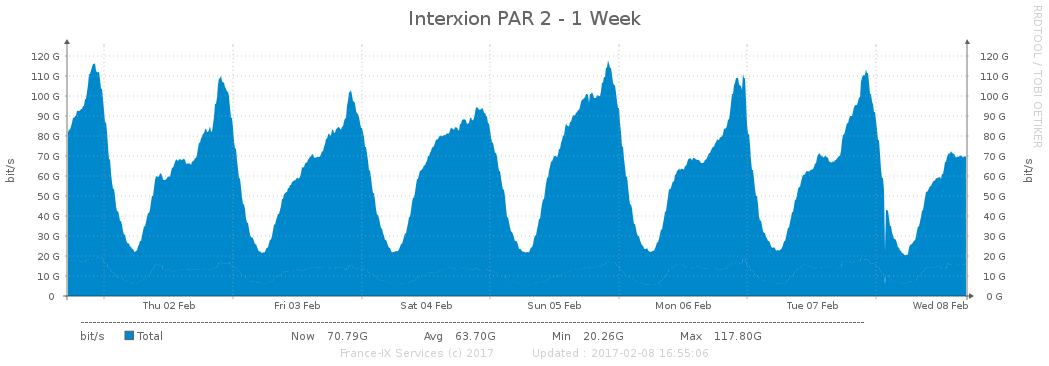 Interxion PAR 2 - 1 Week
RRDTOOL / TOBI OETIKER
bit/s
120 G 120 G
110 G 110 G
100 G 100 G
90 G 90 G
80 G 80 G
70 G 70 G
60 G 60 G
50 G 50 G
40 G 40 G
30 G 30 G
20 G 20 G
10 G 10 G
0 0 G
bit/s
Thu 02 Feb Fri 03 Feb Sat 04 Feb Sun 05 Feb Mon 06 Feb Tue 07 Feb Wed 08 Feb
bit/s Total Now 70.79G Avg 63.70G Min 20.26G Max 117.80G
France-IX Services (c) 2017 Updated : 2017-02-08 16:55:06